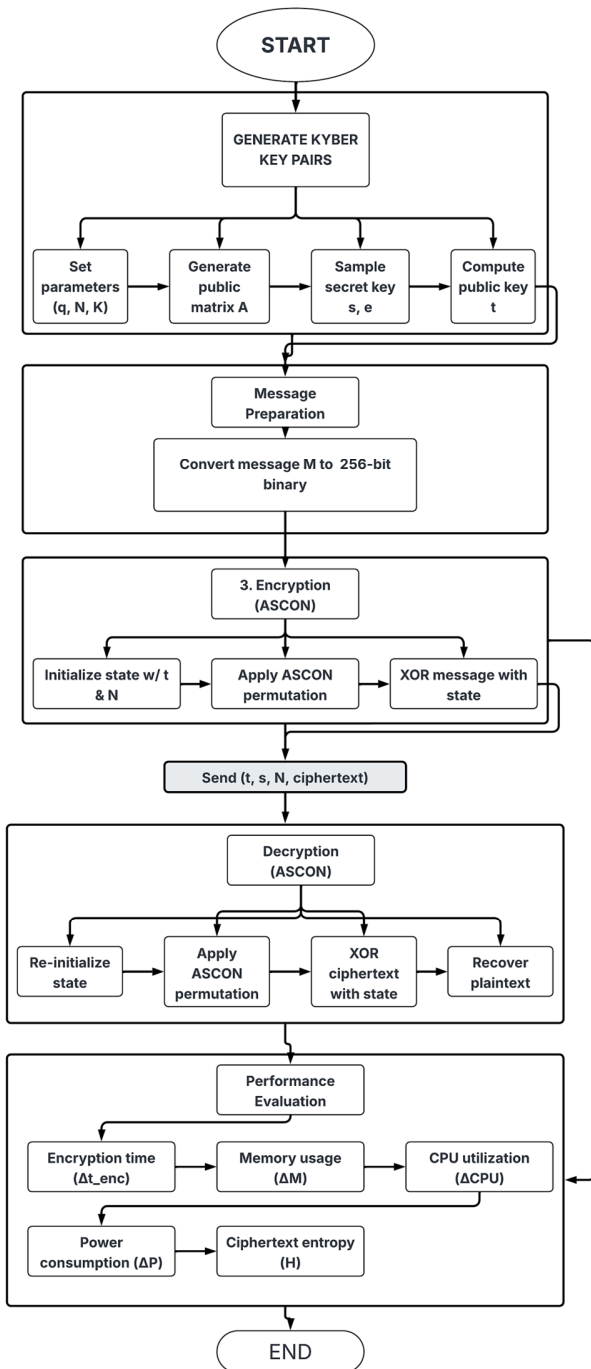 START
GENERATE KYBER
KEY PAIRS
Set
parameters
(q, N, K)
Generate
public
matrix A
Sample
secret key
s, e
Compute
public key
t
Message
Preparation
Convert message M to 256-bit
binary
3. Encryption
(ASCON)
Initialize state w/ t
& N
Apply ASCON
permutation
XOR message with
state
Send (t, s, N, ciphertext)
Decryption
(ASCON)
Re-initialize
state
Apply
ASCON
permutation
XOR
ciphertext
with state
Recover
plaintext
Performance
Evaluation
Encryption time
(Δt_enc)
Memory usage
(ΔM)
CPU utilization
(ΔCPU)
Power
consumption (ΔP)
Ciphertext entropy
(H)
END